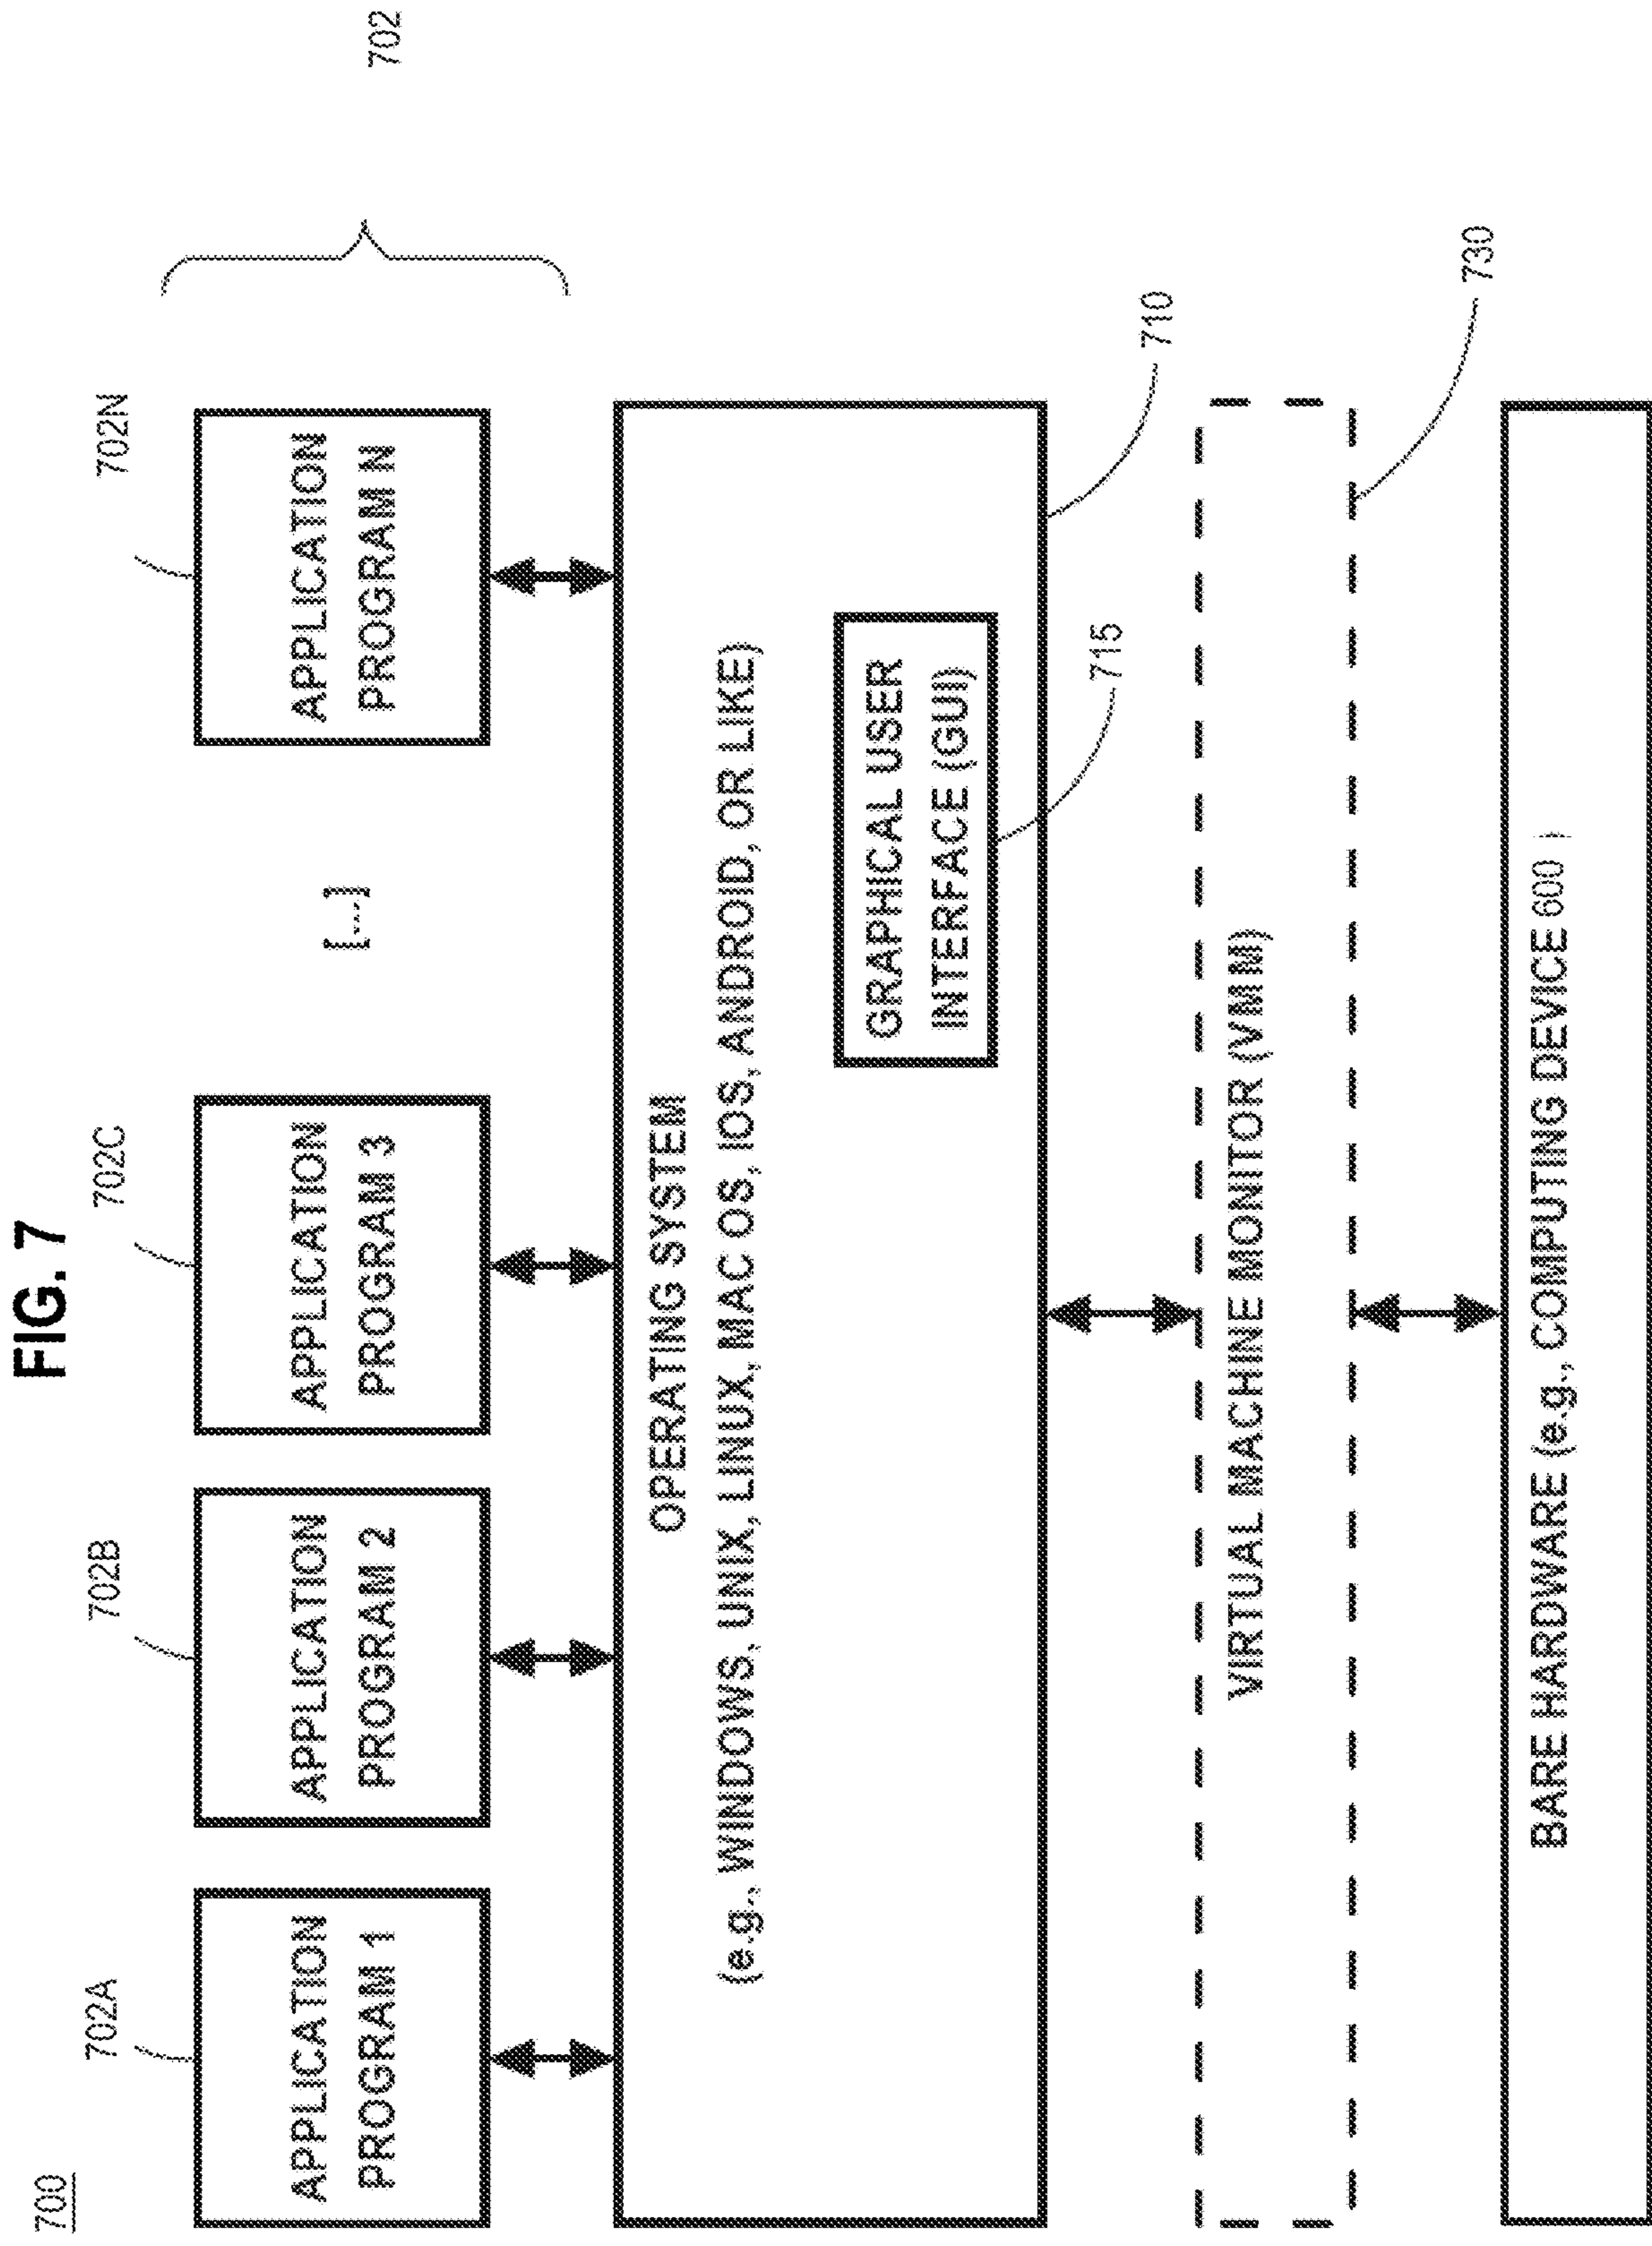 FIG. 7
700
702A
702B
702C
702N
702
APPLICATION
PROGRAM 1
APPLICATION
PROGRAM 2
APPLICATION
PROGRAM 3
[...]
APPLICATION
PROGRAM N
OPERATING SYSTEM
(e.g., WINDOWS, UNIX, LINUX, MAC OS, IOS, ANDROID, OR LIKE)
GRAPHICAL USER
INTERFACE (GUI)
715
710
VIRTUAL MACHINE MONITOR (VMM)
730
BARE HARDWARE (e.g., COMPUTING DEVICE 600 )